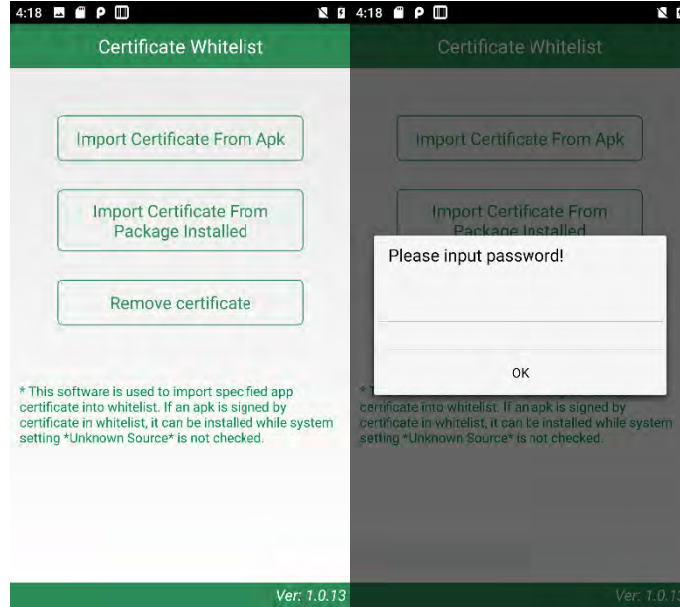 4:18
Certificate Whitelist
Import Certificate From Apk
Import Certificate From
Package Installed
Remove certificate
* This software is used to import specified app
certificate into whitelist. If an apk is signed by
certificate in whitelist, it can be installed while system
setting *Unknown Source* is not checked.
Ver: 1.0.13
4:18
Certificate Whitelist
Import Certificate From Apk
Import Certificate From
Package Installed
Please input password!
OK
certificate into whitelist. If an apk is signed by
certificate in whitelist, it can be installed while system
setting *Unknown Source* is not checked.
Ver: 1.0.13